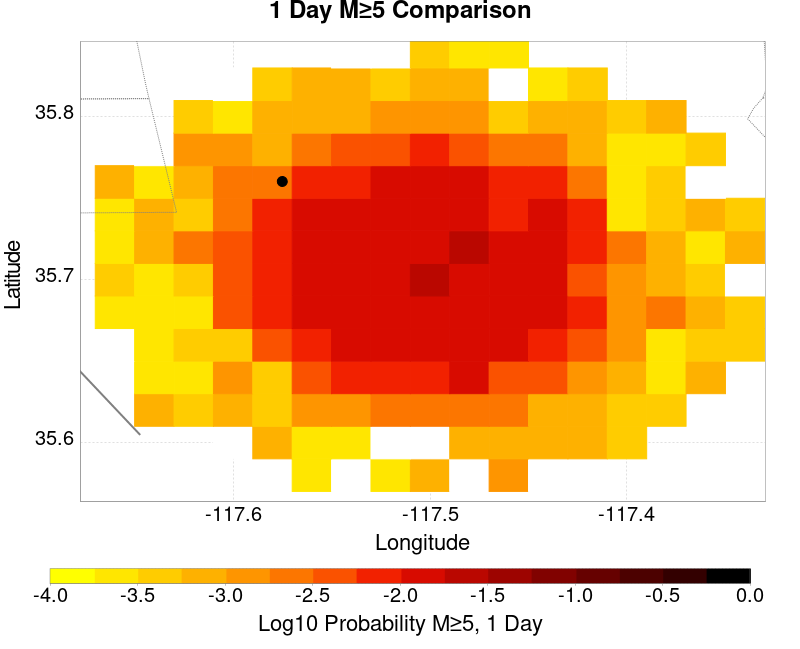 1 Day M≥5 Comparison
35.8
35.7
35.6
Latitude
-117.6 -117.5 -117.4
Longitude
-4.0 -3.5 -3.0 -2.5 -2.0 -1.5 -1.0 -0.5 0.0
Log10 Probability M≥5, 1 Day